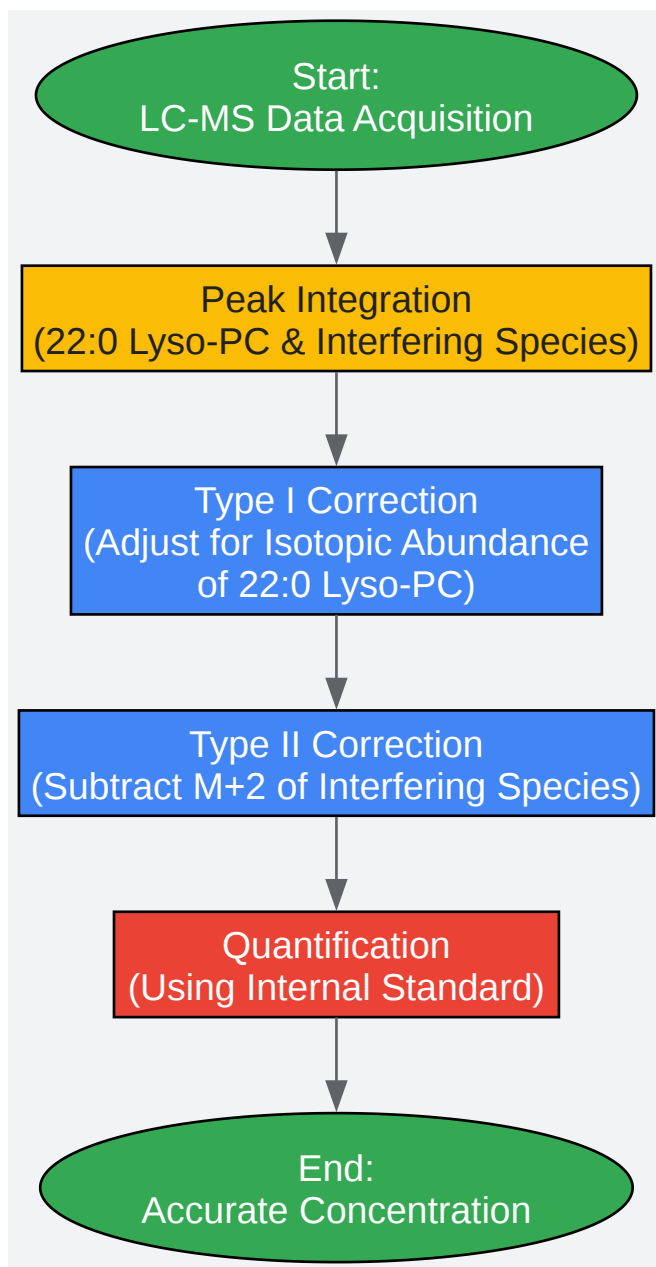 Start:
LC-MS Data Acquisition
Peak Integration
(22:0 Lyso-PC & Interfering Species)
Type I Correction
(Adjust for Isotopic Abundance
of 22:0 Lyso-PC)
Type II Correction
(Subtract M+2 of Interfering Species)
Quantification
(Using Internal Standard)
End:
Accurate Concentration